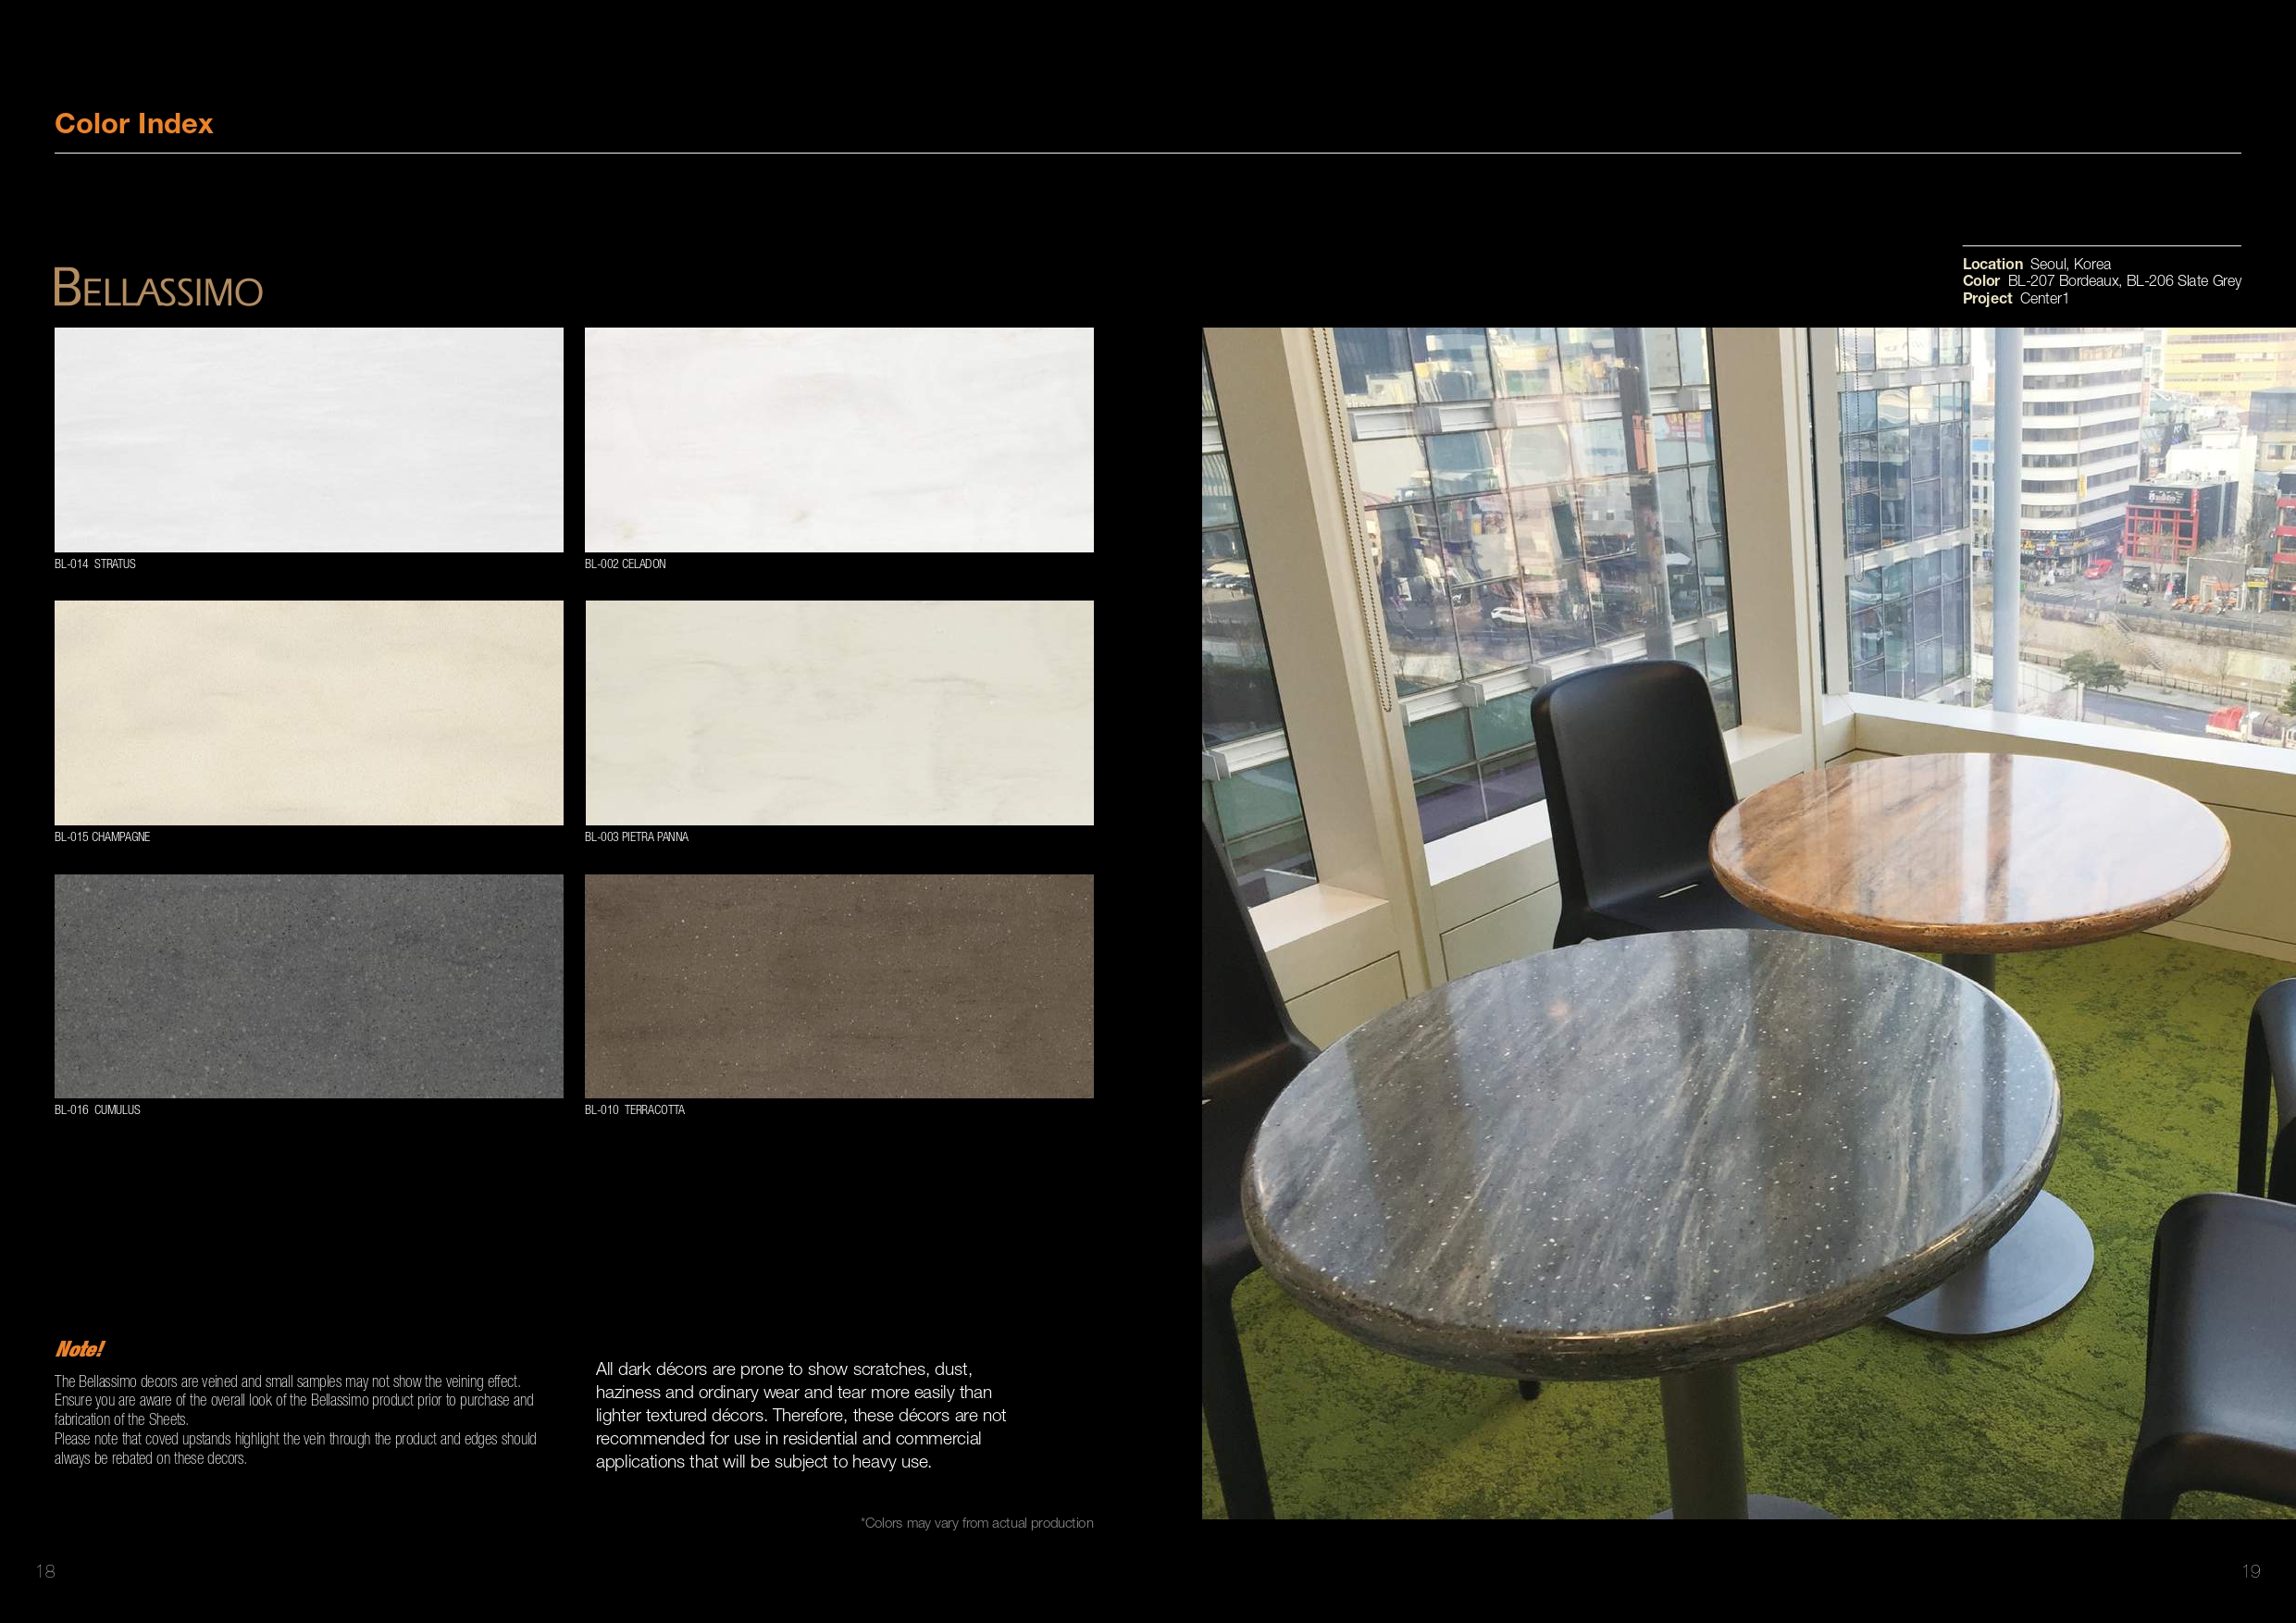 Color Index
BELLASSIMO
BL-014 STRATUS
BL-002 CELADON
BL-015 CHAMPAGNE
BL-003 PIETRA PANNA
BL-016 CUMULUS
BL-010 TERRACOTTA
Note!
The Bellassimo decors are veined and small samples may not show the veining effect.
Ensure you are aware of the overall look of the Bellassimo product prior to purchase and
fabrication of the Sheets.
Please note that coved upstands highlight the vein through the product and edges should
always be rebated on these decors.
All dark décors are prone to show scratches, dust,
haziness and ordinary wear and tear more easily than
lighter textured décors. Therefore, these décors are not
recommended for use in residential and commercial
applications that will be subject to heavy use.
*Colors may vary from actual production
18
Location Seoul, Korea
Color BL-207 Bordeaux, BL-206 Slate Grey
Project Center1
19